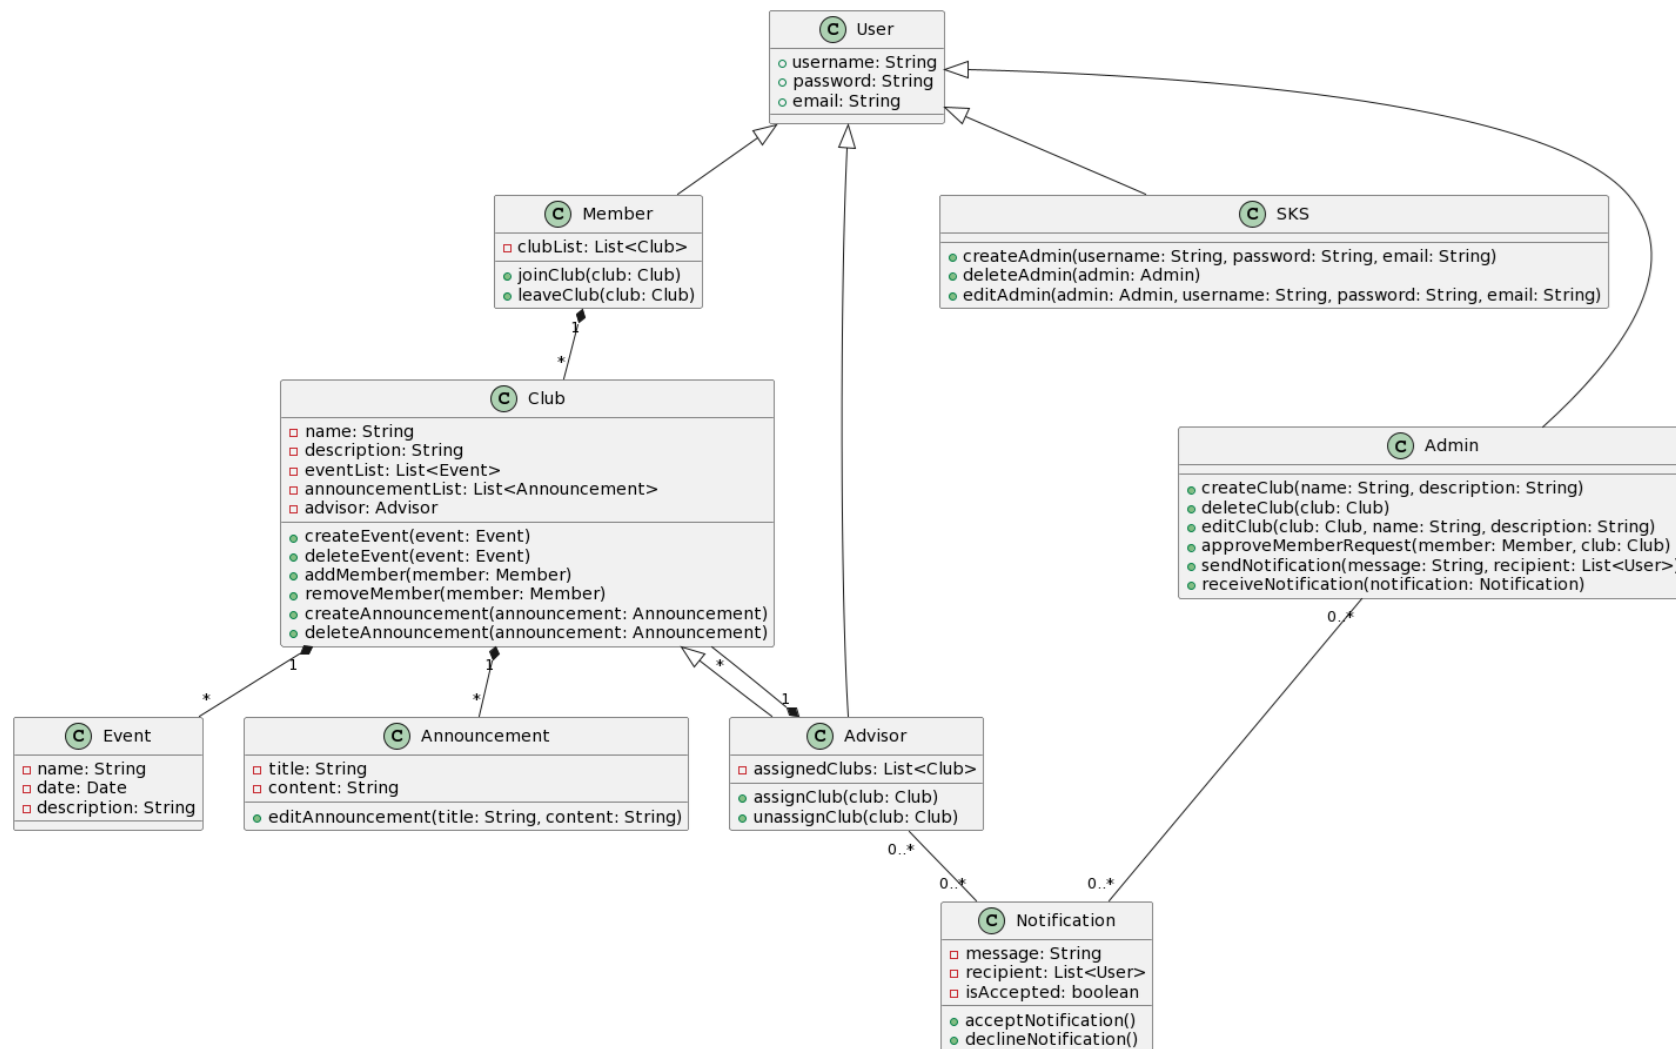 C User
username: String
password: String
email: String
C Member
clubList: List<Club>
joinClub(club: Club)
leaveClub(club: Club)
C SKS
createAdmin(username: String, password: String, email: String)
deleteAdmin(admin: Admin)
editAdmin(admin: Admin, username: String, password: String, email: String)
1
*
C Club
name: String
description: String
eventList: List<Event>
announcementList: List<Announcement>
advisor: Advisor
createEvent(event: Event)
deleteEvent(event: Event)
addMember(member: Member)
removeMember(member: Member)
createAnnouncement(announcement: Announcement)
deleteAnnouncement(announcement: Announcement)
C Admin
createClub(name: String, description: String)
deleteClub(club: Club)
editClub(club: Club, name: String, description: String)
approveMemberRequest(member: Member, club: Club)
sendNotification(message: String, recipient: List<User>)
receiveNotification(notification: Notification)
0..*
1
1
*
*
*
1
C Event
name: String
date: Date
description: String
C Announcement
title: String
content: String
editAnnouncement(title: String, content: String)
C Advisor
assignedClubs: List<Club>
assignClub(club: Club)
unassignClub(club: Club)
0..*
0..*
0..*
C Notification
message: String
recipient: List<User>
isAccepted: boolean
acceptNotification()
declineNotification()